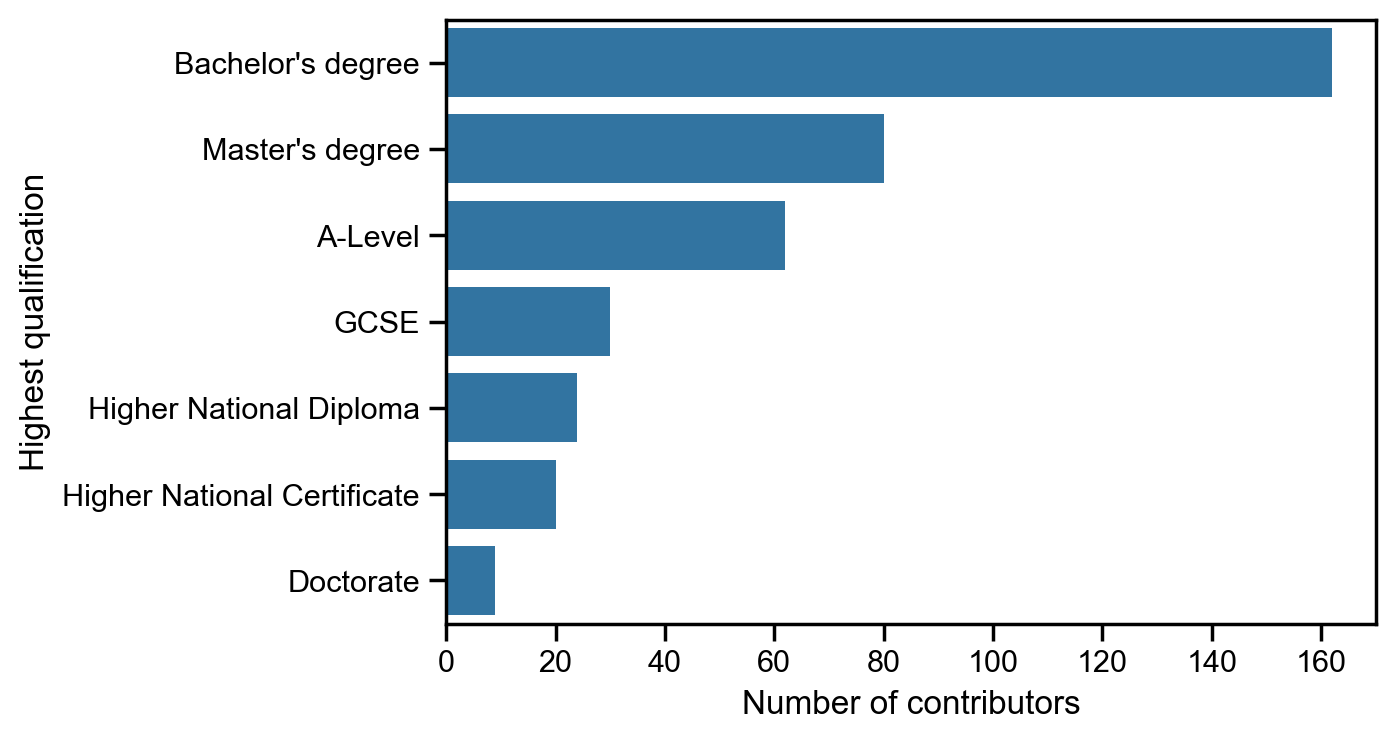 Bachelor's degree
Master's degree
A-Level
GCSE
Higher National Diploma
Higher National Certificate
Doctorate
Highest qualification
0 20 40 60 80 100 120 140 160
Number of contributors